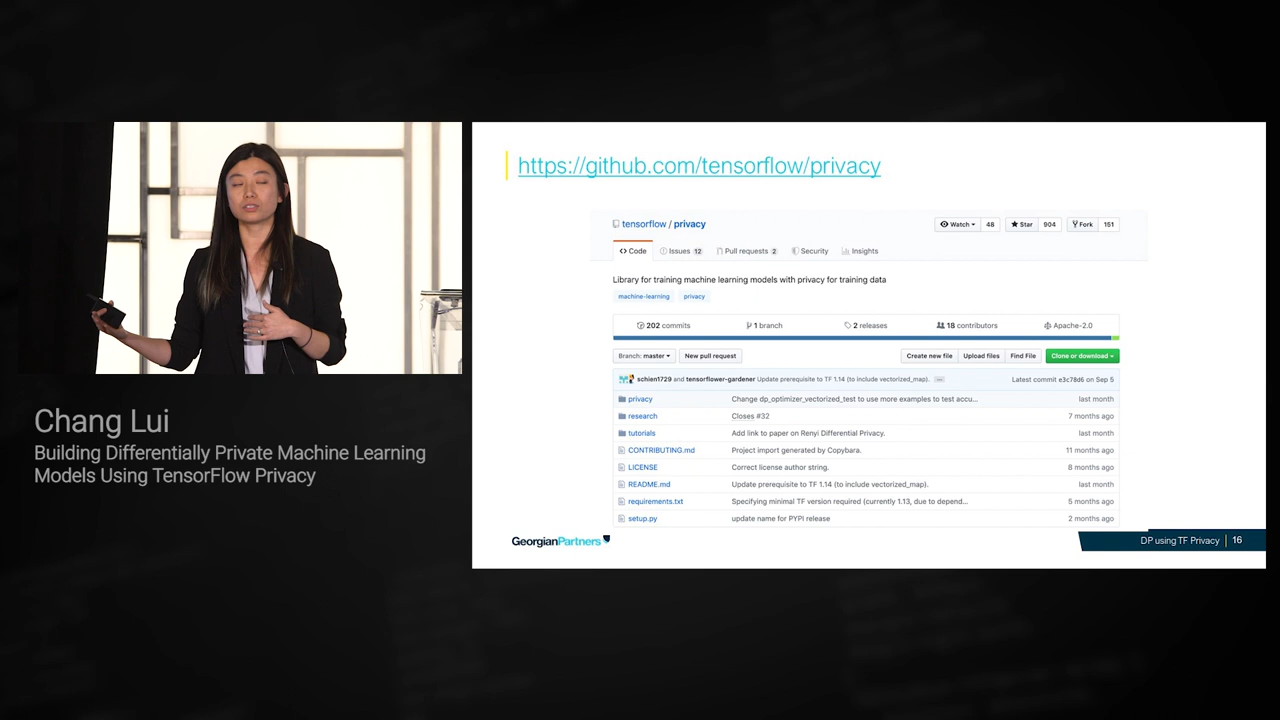 https://github.com/tensorflow/privacy
tensorflow / privacy
Watch 48 Star 904 Fork 151
Code Issues 12 Pull requests 2 Security Insights
Library for training machine learning models with privacy for training data
machine-learning privacy
202 commits 1 branch 2 releases 18 contributors Apache-2.0
Branch: master New pull request Create new file Upload files Find File Clone or download
schien1729 and tensorflower-gardener Update prerequisite to TF 1.14 (to include vectorized_map). ... Latest commit e3c78d6 on Sep 5
privacy Change dp_optimizer_vectorized_test to use more examples to test accu... last month
research Closes #32 7 months ago
tutorials Add link to paper on Renyi Differential Privacy. last month
CONTRIBUTING.md Project import generated by Copybara. 11 months ago
LICENSE Correct license author string. 8 months ago
README.md Update prerequisite to TF 1.14 (to include vectorized_map). last month
requirements.txt Specifying minimal TF version required (currently 1.13, due to depend... 5 months ago
setup.py update name for PYPI release 2 months ago
GeorgianPartners
DP using TF Privacy 16
Chang Lui
Building Differentially Private Machine Learning
Models Using TensorFlow Privacy